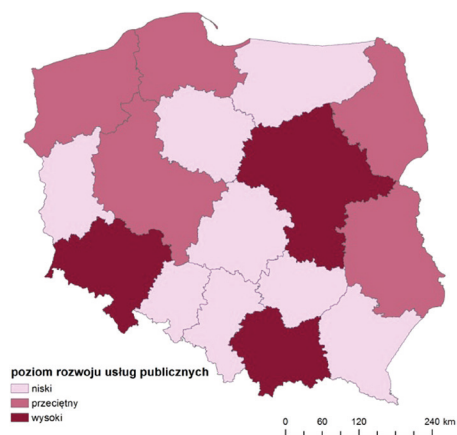 poziom rozwoju usług publicznych
niski
przeciętny
wysoki
0 60 120 240 km